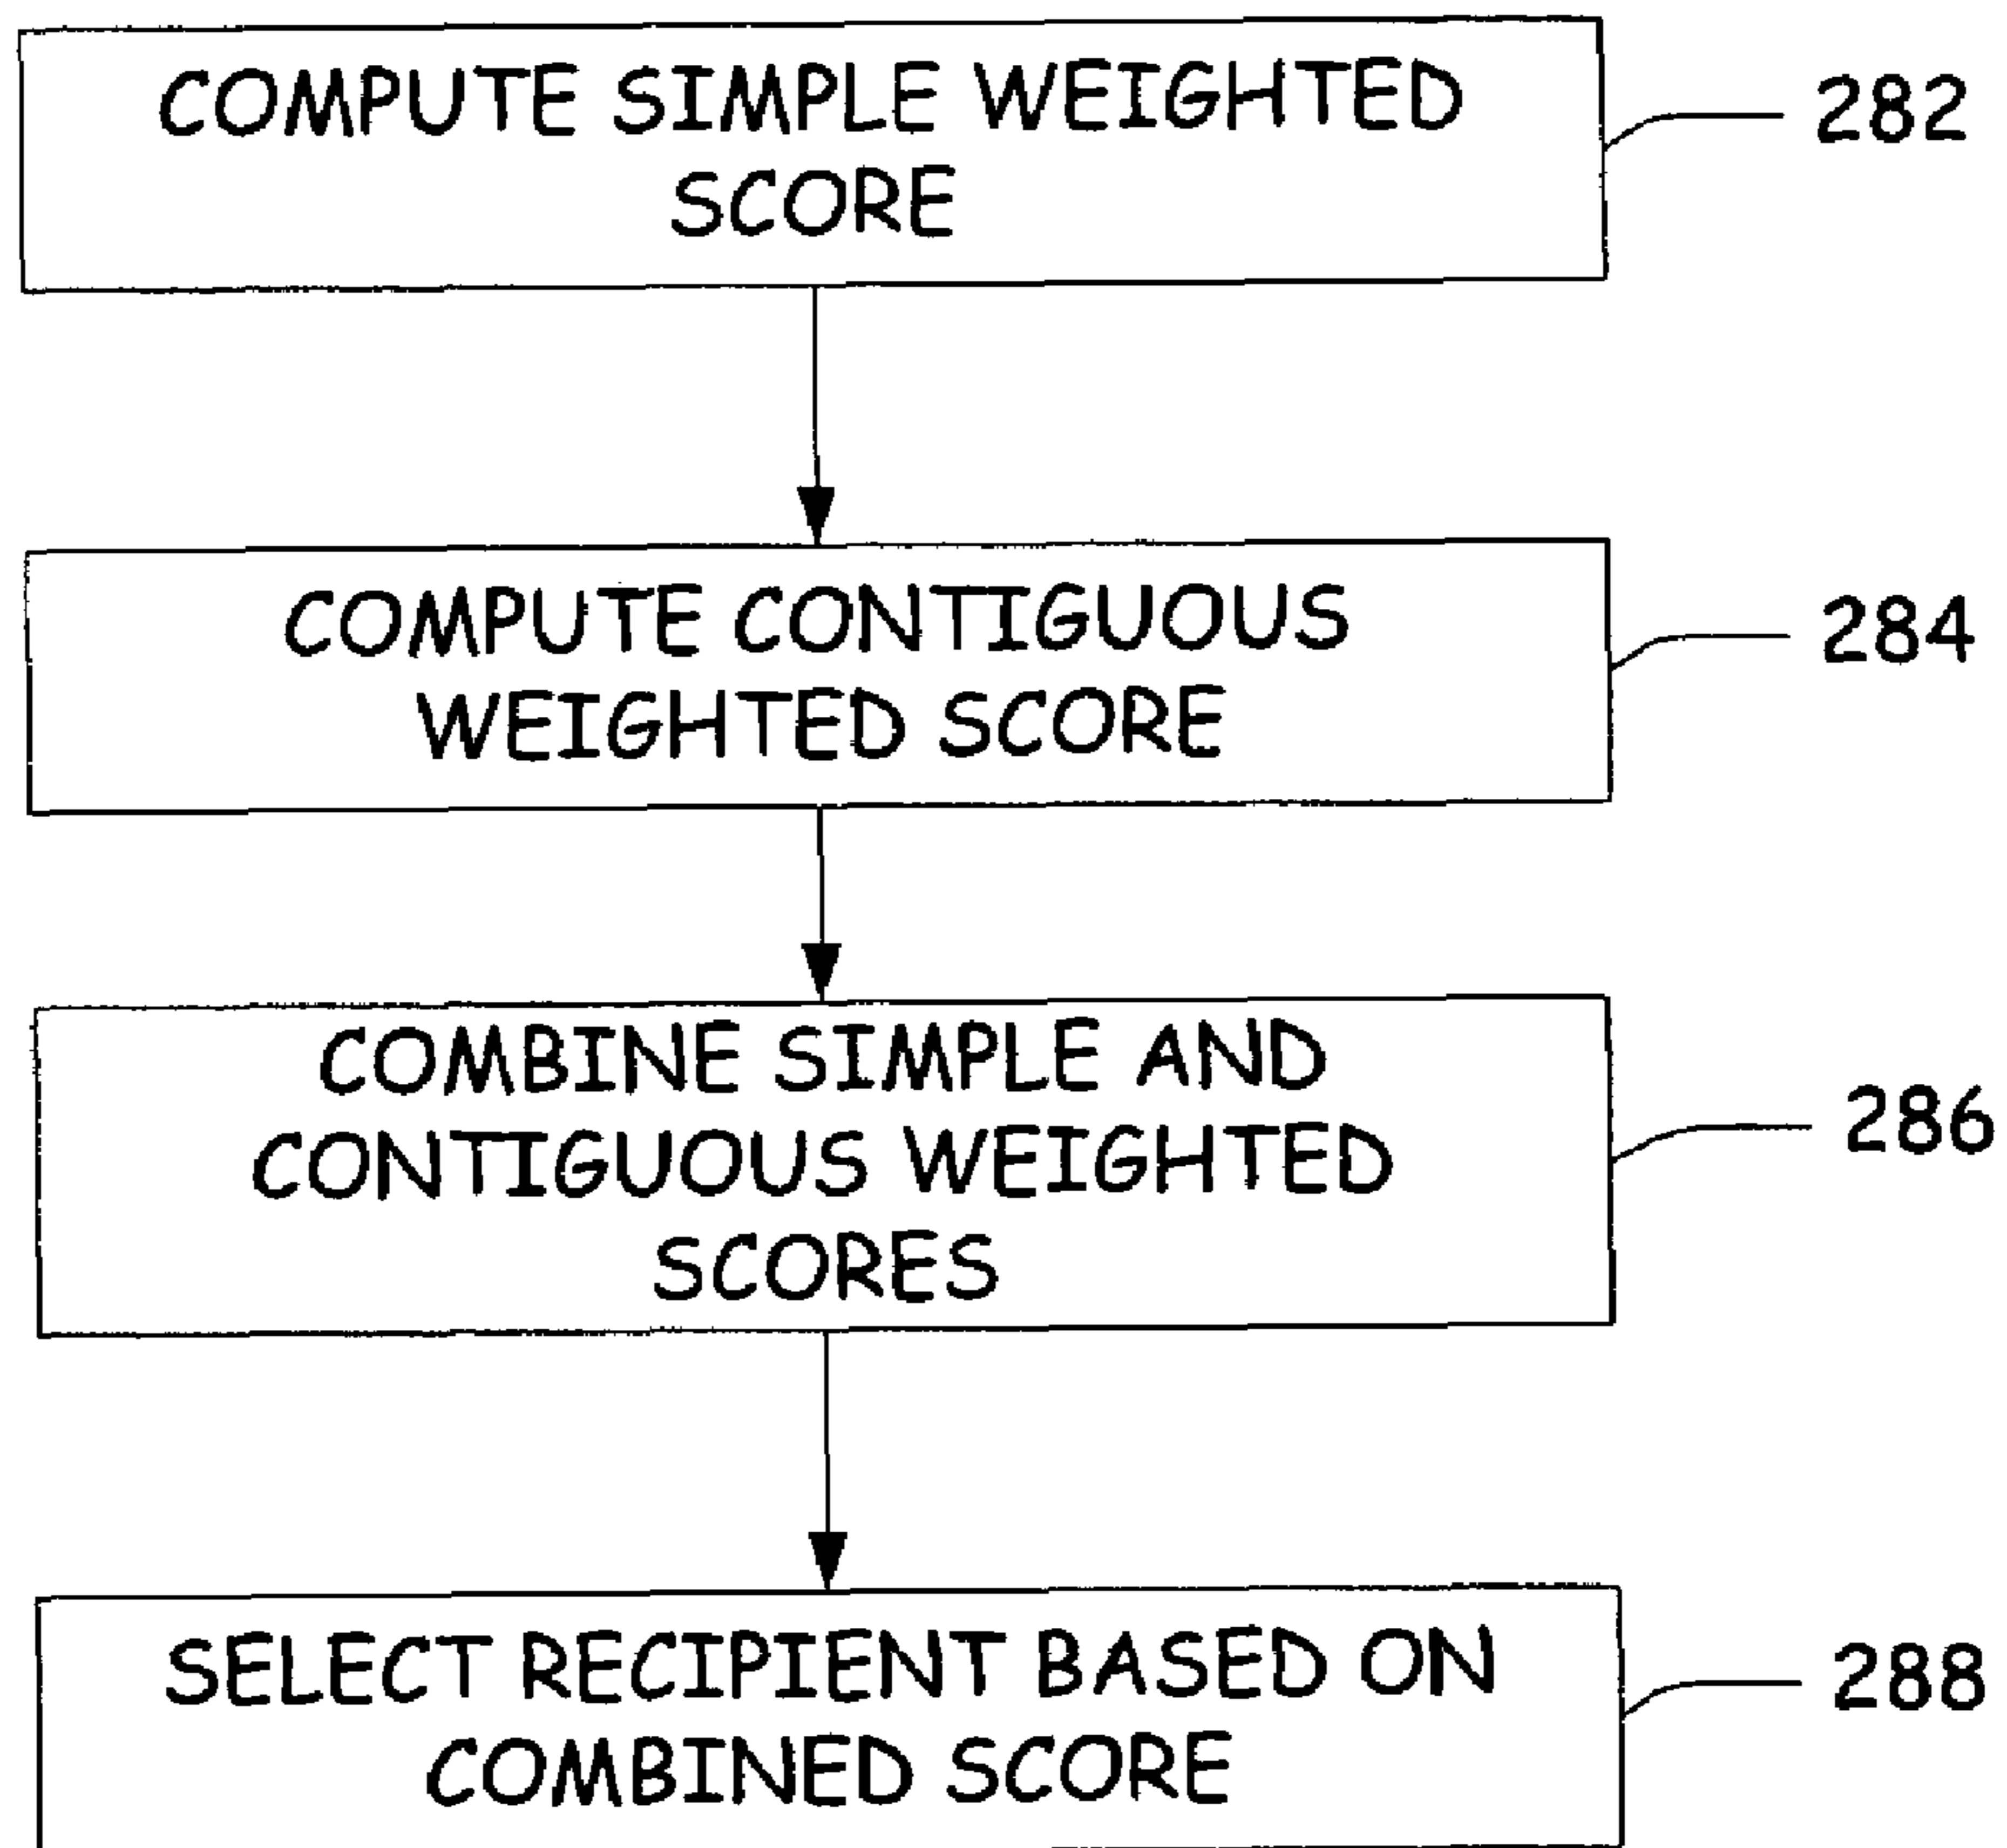 COMPUTE SIMPLE WEIGHTED
SCORE
282
COMPUTE CONTIGUOUS
WEIGHTED SCORE
284
COMBINE SIMPLE AND
CONTIGUOUS WEIGHTED
SCORES
286
SELECT RECIPIENT BASED ON
COMBINED SCORE
288